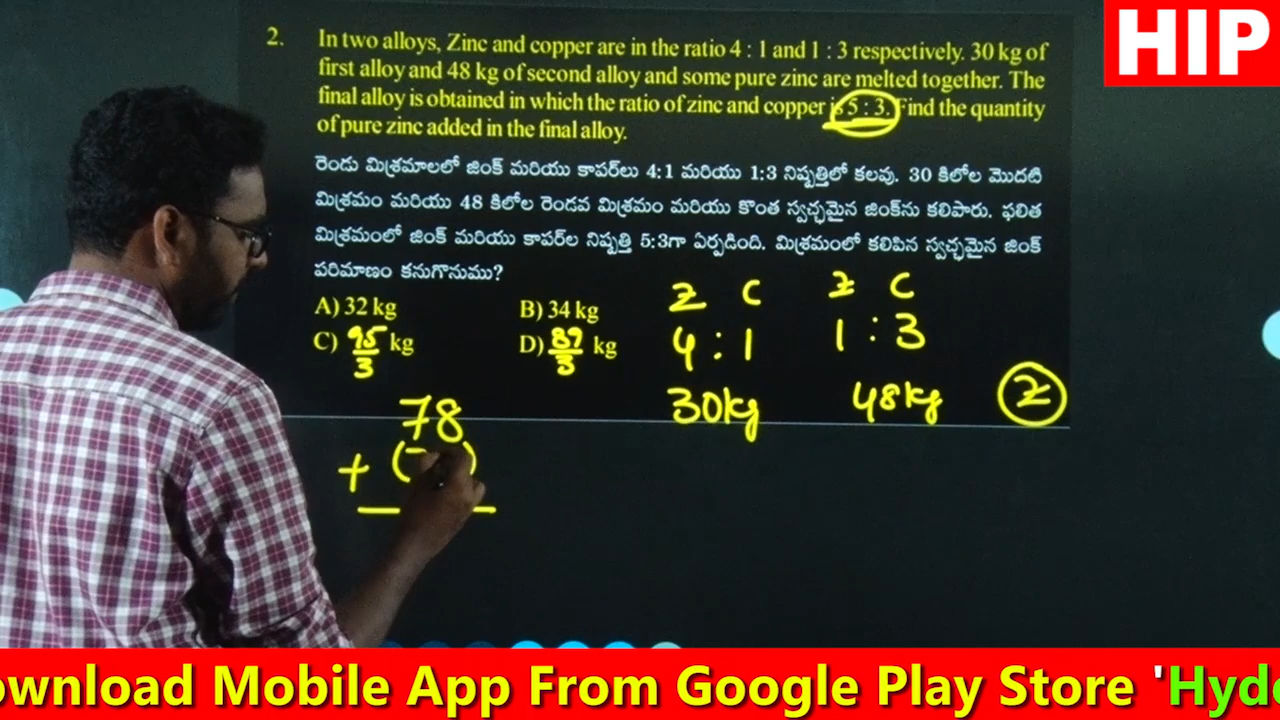 HIP
2. In two alloys, Zinc and copper are in the ratio 4 : 1 and 1 : 3 respectively. 30 kg of
first alloy and 48 kg of second alloy and some pure zinc are melted together. The
final alloy is obtained in which the ratio of zinc and copper is 5 : 3. Find the quantity
of pure zinc added in the final alloy.
రెండు మిశ్రమాలలో జింక్ మరియు కాపర్‌లు 4:1 మరియు 1:3 నిష్పత్తిలో కలవు. 30 కిలోల మొదటి
మిశ్రమం మరియు 48 కిలోల రెండవ మిశ్రమం మరియు కొంత స్వచ్ఛమైన జింక్‌ను కలిపారు. ఫలిత
మిశ్రమంలో జింక్ మరియు కాపర్‌ల నిష్పత్తి 5:3గా ఏర్పడింది. మిశ్రమంలో కలిపిన స్వచ్ఛమైన జింక్
పరిమాణం కనుగొనుము?
A) 32 kg B) 34 kg
C) 95/3 kg D) 89/3 kg
Z C Z C
4 : 1 1 : 3
30kg 48kg Z
78
+ (
ownload Mobile App From Google Play Store 'Hyd